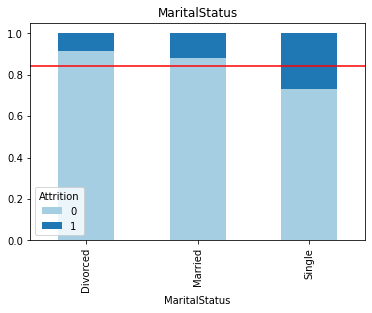 MaritalStatus
1.0
0.8
0.6
0.4
0.2
0.0
Attrition
0
1
Divorced
Married
Single
MaritalStatus